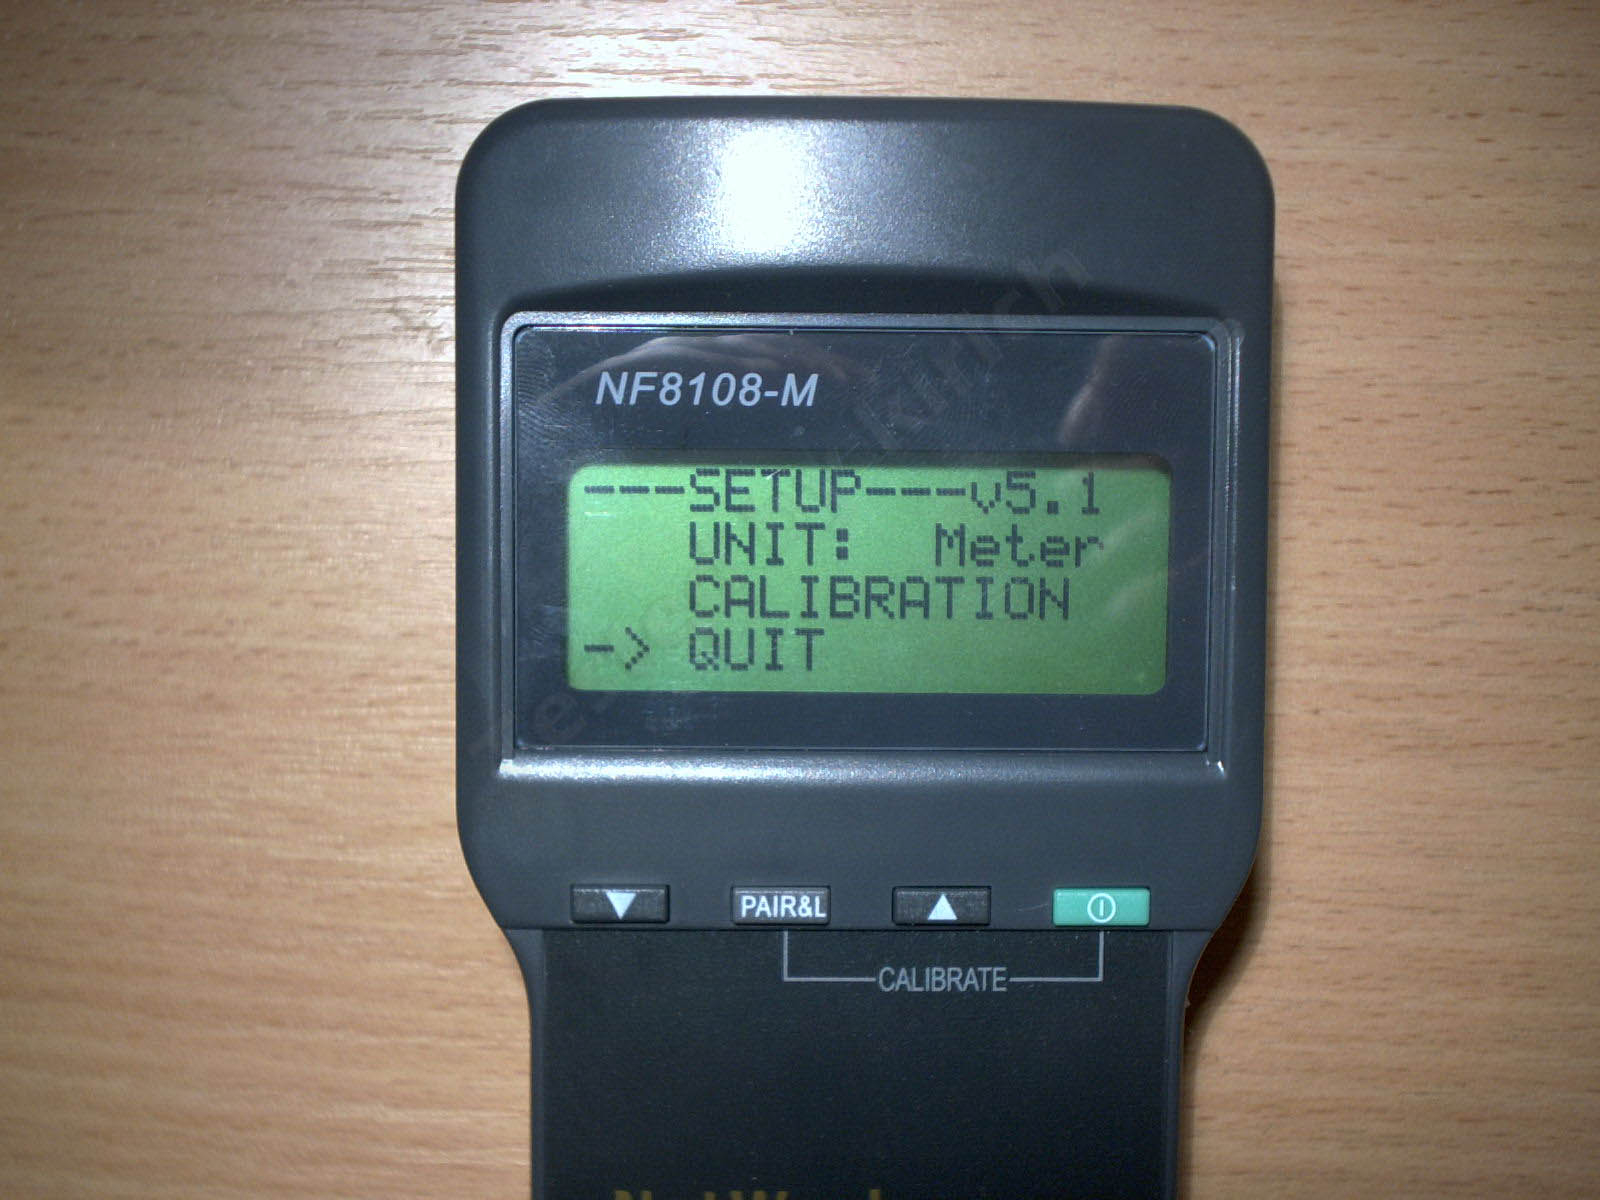 NF8108-M
---SETUP---v5.1
UNIT: Meter
CALIBRATION
-> QUIT
▼ PAIR&L ▲
CALIBRATE